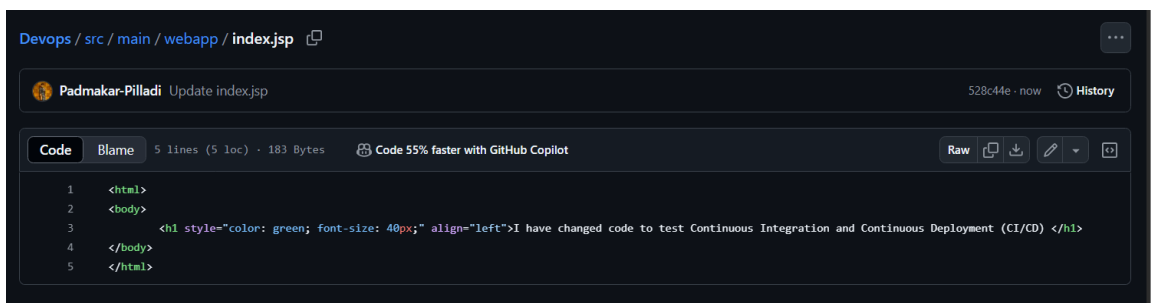 Devops / src / main / webapp / index.jsp
Padmakar-Pilladi Update index.jsp 528c44e · now History
Code Blame 5 lines (5 loc) · 183 Bytes Code 55% faster with GitHub Copilot Raw
1 <html>
2 <body>
3 <h1 style="color: green; font-size: 40px;" align="left">I have changed code to test Continuous Integration and Continuous Deployment (CI/CD) </h1>
4 </body>
5 </html>